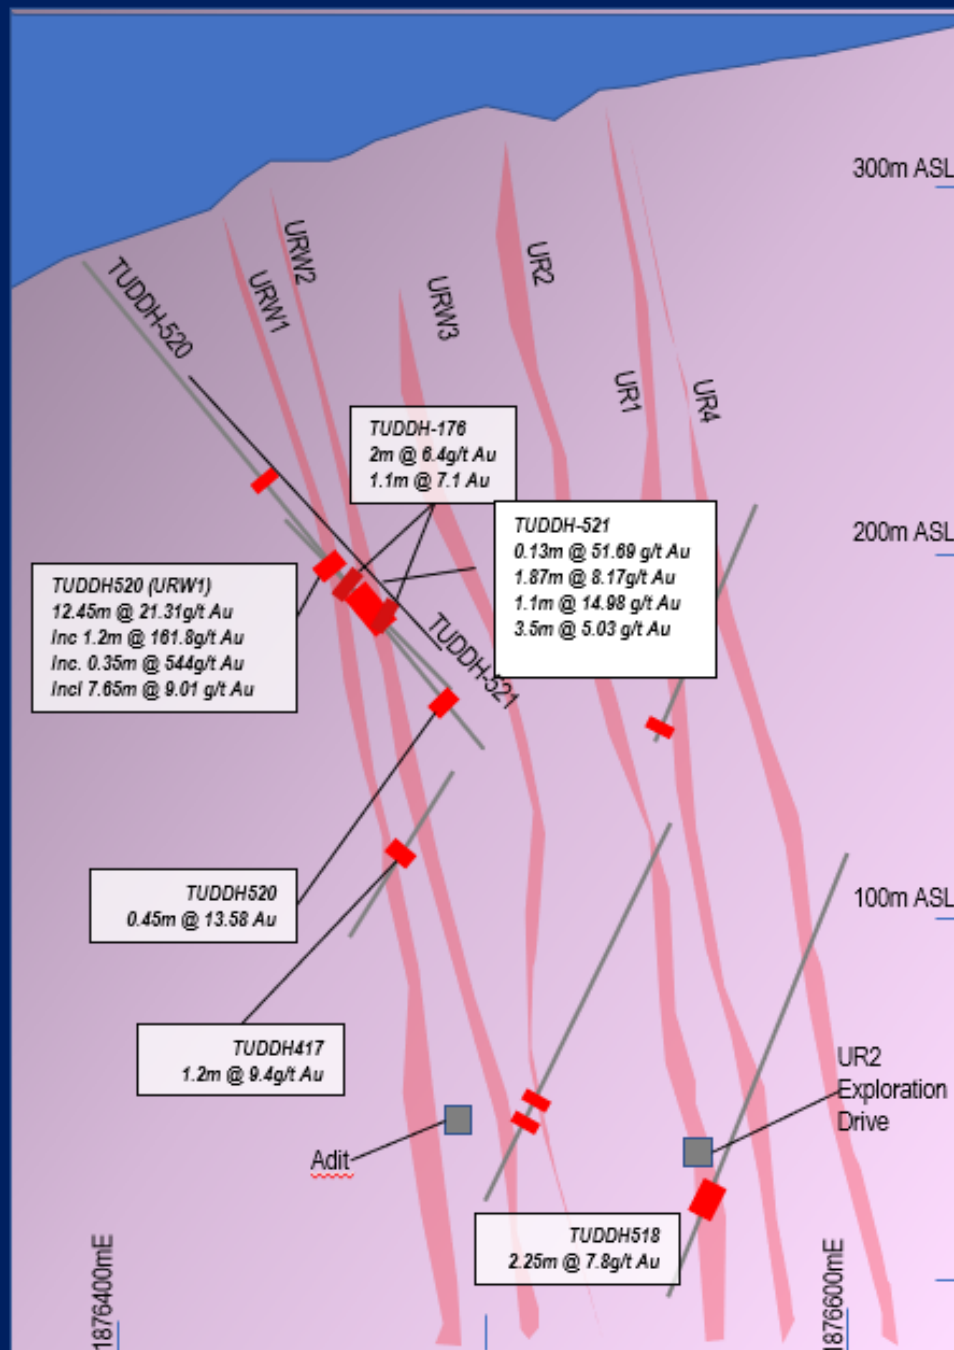 300m ASL
URW2
UR2
TUDDH-520
URW1
URW3
UR1
UR4
TUDDH-176
2m @ 6.4g/t Au
1.1m @ 7.1 Au
TUDDH-521
0.13m @ 51.69 g/t Au
1.87m @ 8.17g/t Au
1.1m @ 14.98 g/t Au
3.5m @ 5.03 g/t Au
200m ASL
TUDDH520 (URW1)
12.45m @ 21.31g/t Au
Inc 1.2m @ 161.8g/t Au
Inc. 0.35m @ 544g/t Au
Incl 7.65m @ 9.01 g/t Au
TUDDH-521
TUDDH520
0.45m @ 13.58 Au
100m ASL
TUDDH417
1.2m @ 9.4g/t Au
UR2
Exploration
Drive
Adit
TUDDH518
2.25m @ 7.8g/t Au
1876400mE
1876600mE